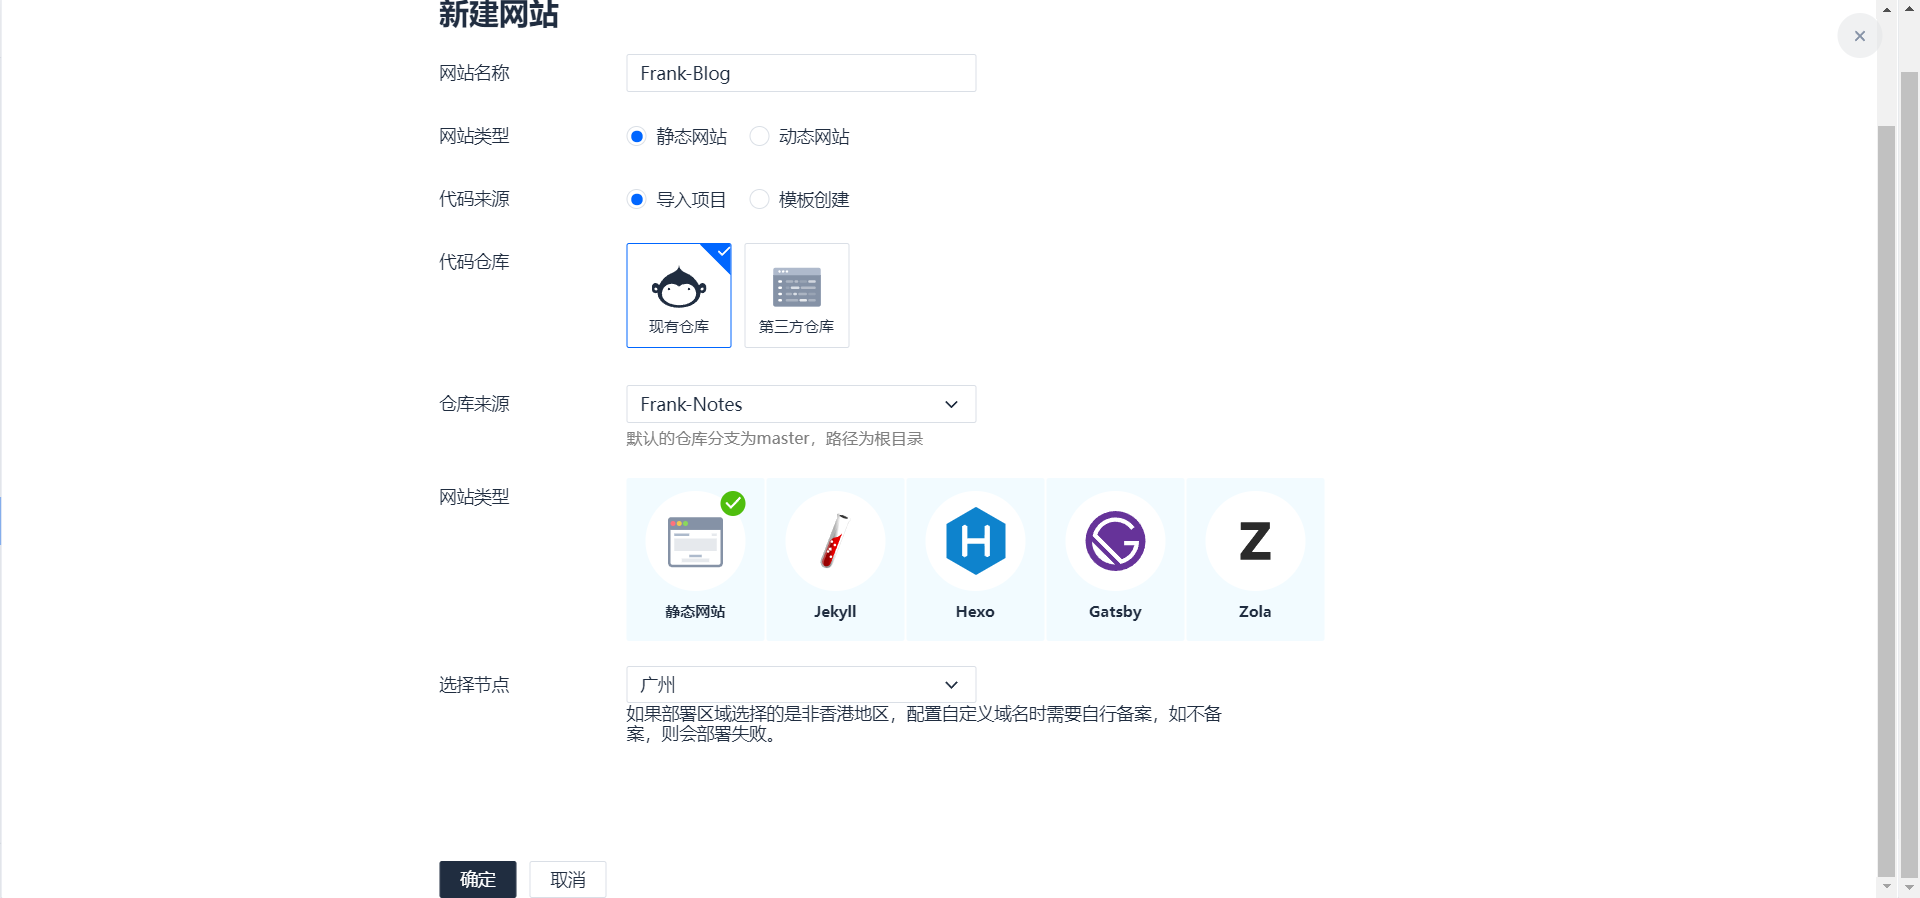 新建网站
网站名称
Frank-Blog
网站类型
静态网站 动态网站
代码来源
导入项目 模板创建
代码仓库
现有仓库 第三方仓库
仓库来源
Frank-Notes
默认的仓库分支为master，路径为根目录
网站类型
静态网站 Jekyll Hexo Gatsby Zola
选择节点
广州
如果部署区域选择的是非香港地区，配置自定义域名时需要自行备案，如不备
案，则会部署失败。
确定 取消